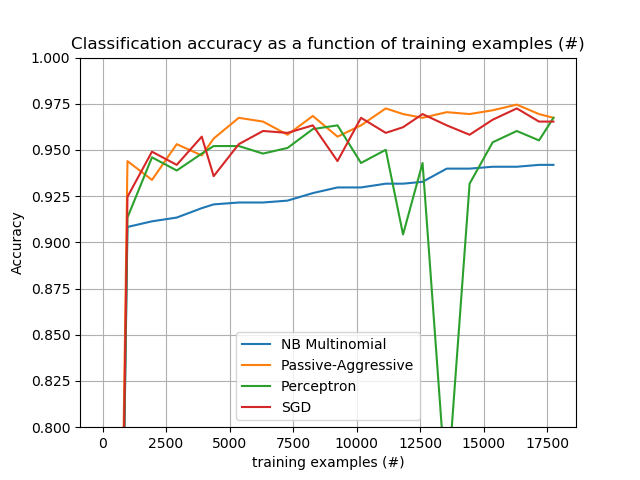 Classification accuracy as a function of training examples (#)
1.000
0.975
0.950
0.925
0.900
0.875
0.850
0.825
0.800
Accuracy
NB Multinomial
Passive-Aggressive
Perceptron
SGD
0 2500 5000 7500 10000 12500 15000 17500
training examples (#)